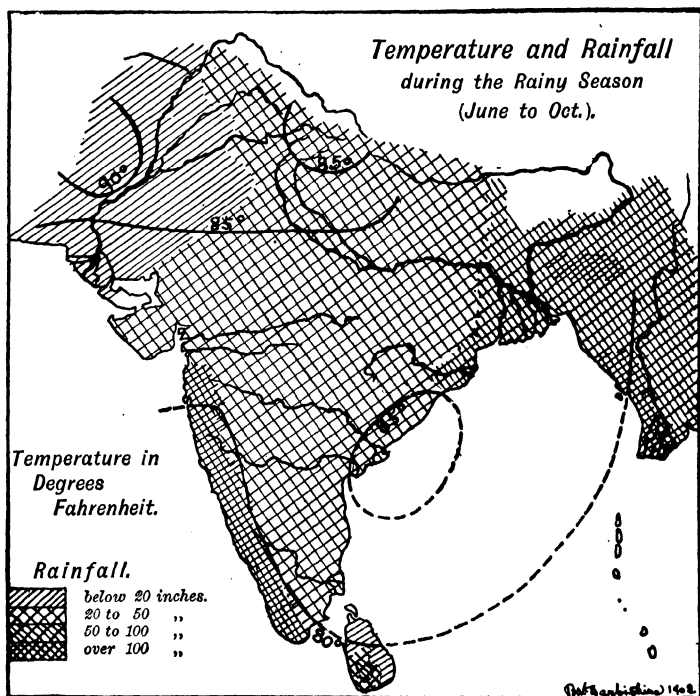 Temperature and Rainfall
during the Rainy Season
(June to Oct.).
90°
85°
85°
85°
80°
Temperature in
Degrees
Fahrenheit.
Rainfall.
below 20 inches.
20 to 50 „
50 to 100 „
over 100 „